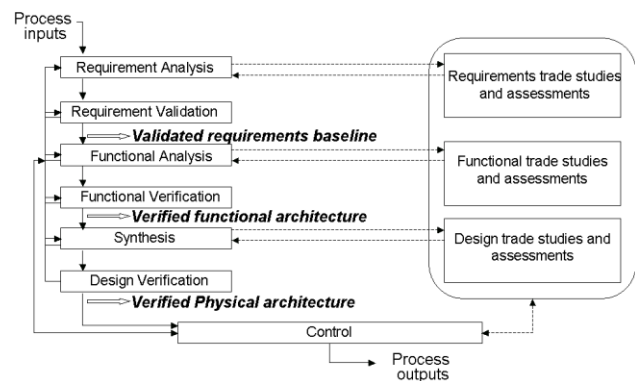 Process
inputs
Requirement Analysis
Requirement Validation
Validated requirements baseline
Functional Analysis
Functional Verification
Verified functional architecture
Synthesis
Design Verification
Verified Physical architecture
Control
Process
outputs
Requirements trade studies
and assessments
Functional trade studies
and assessments
Design trade studies and
assessments